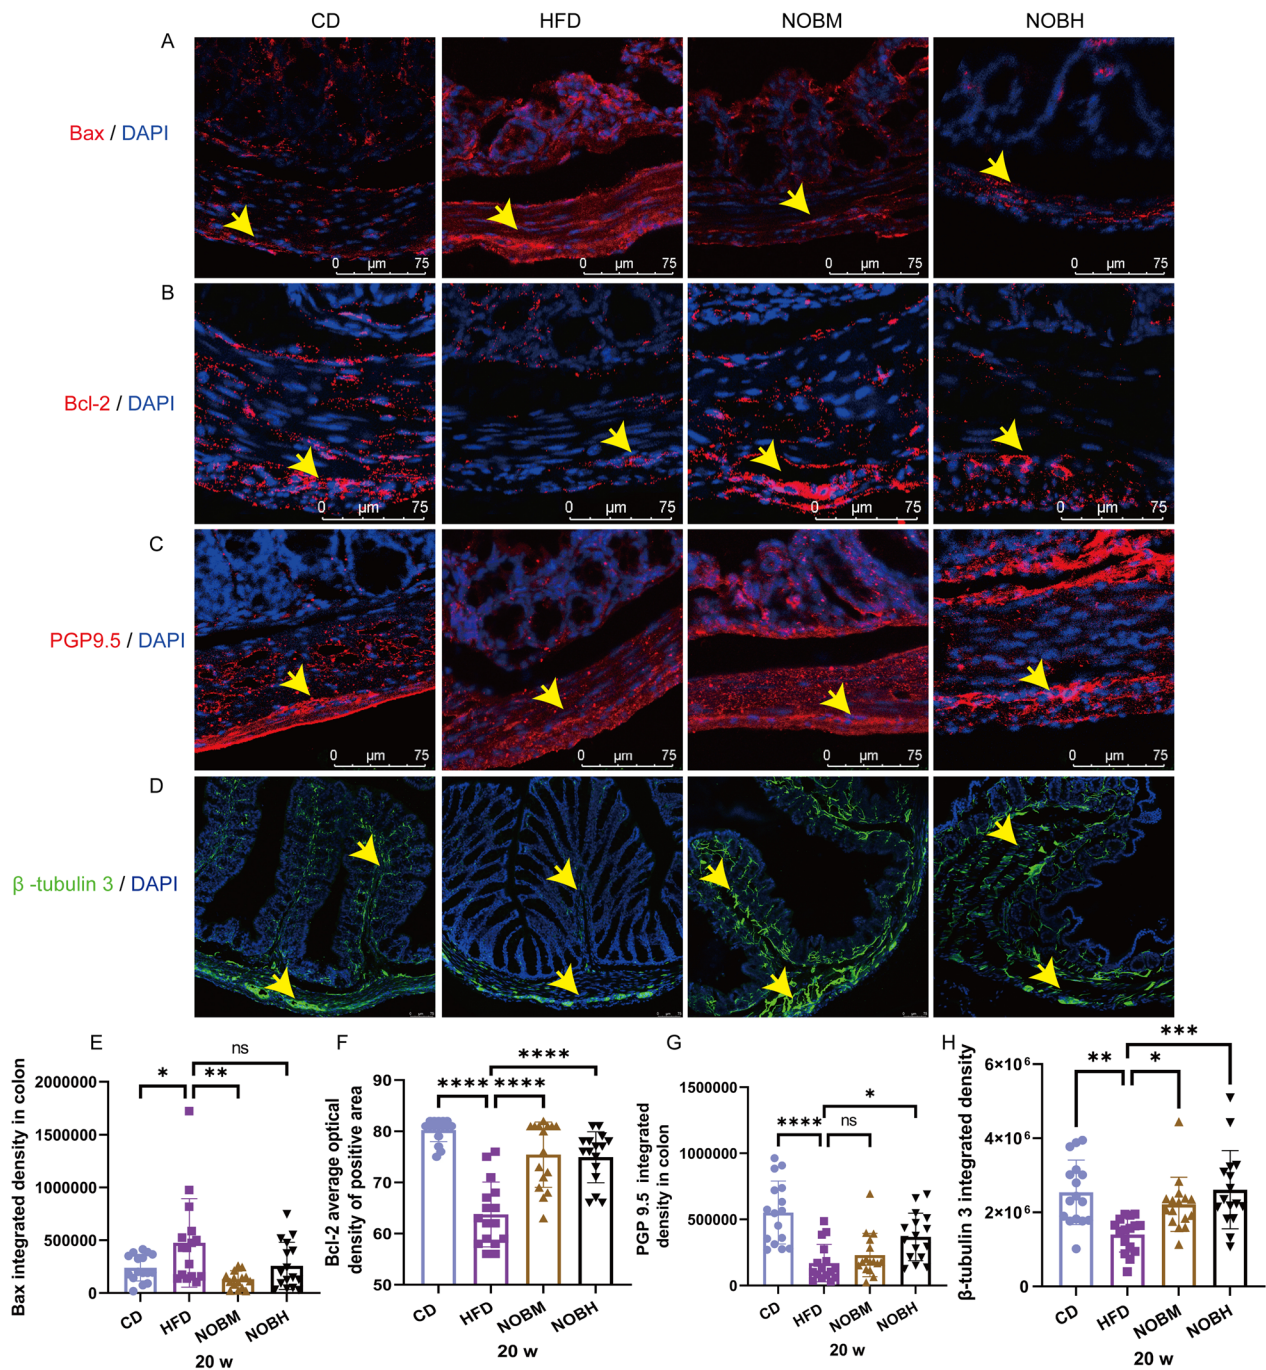 CD HFD NOBM NOBH
A
Bax / DAPI
0 µm 75 0 µm 75 0 µm 75 0 µm 75
B
Bcl-2 / DAPI
0 µm 75 0 µm 75 0 µm 75 0 µm 75
C
PGP9.5 / DAPI
0 µm 75 0 µm 75 0 µm 75 0 µm 75
D
β -tubulin 3 / DAPI
E
Bax integrated density in colon
2000000
1500000
1000000
500000
0
* ** ns
CD HFD NOBM NOBH
20 w
F
Bcl-2 average optical
density of positive area
90
80
70
60
50
**** **** ****
CD HFD NOBM NOBH
20 w
G
PGP 9.5 integrated
density in colon
1500000
1000000
500000
0
**** ns *
CD HFD NOBM NOBH
20 w
H
β-tubulin 3 integrated density
6×10⁶
4×10⁶
2×10⁶
0
** * ***
CD HFD NOBM NOBH
20 w